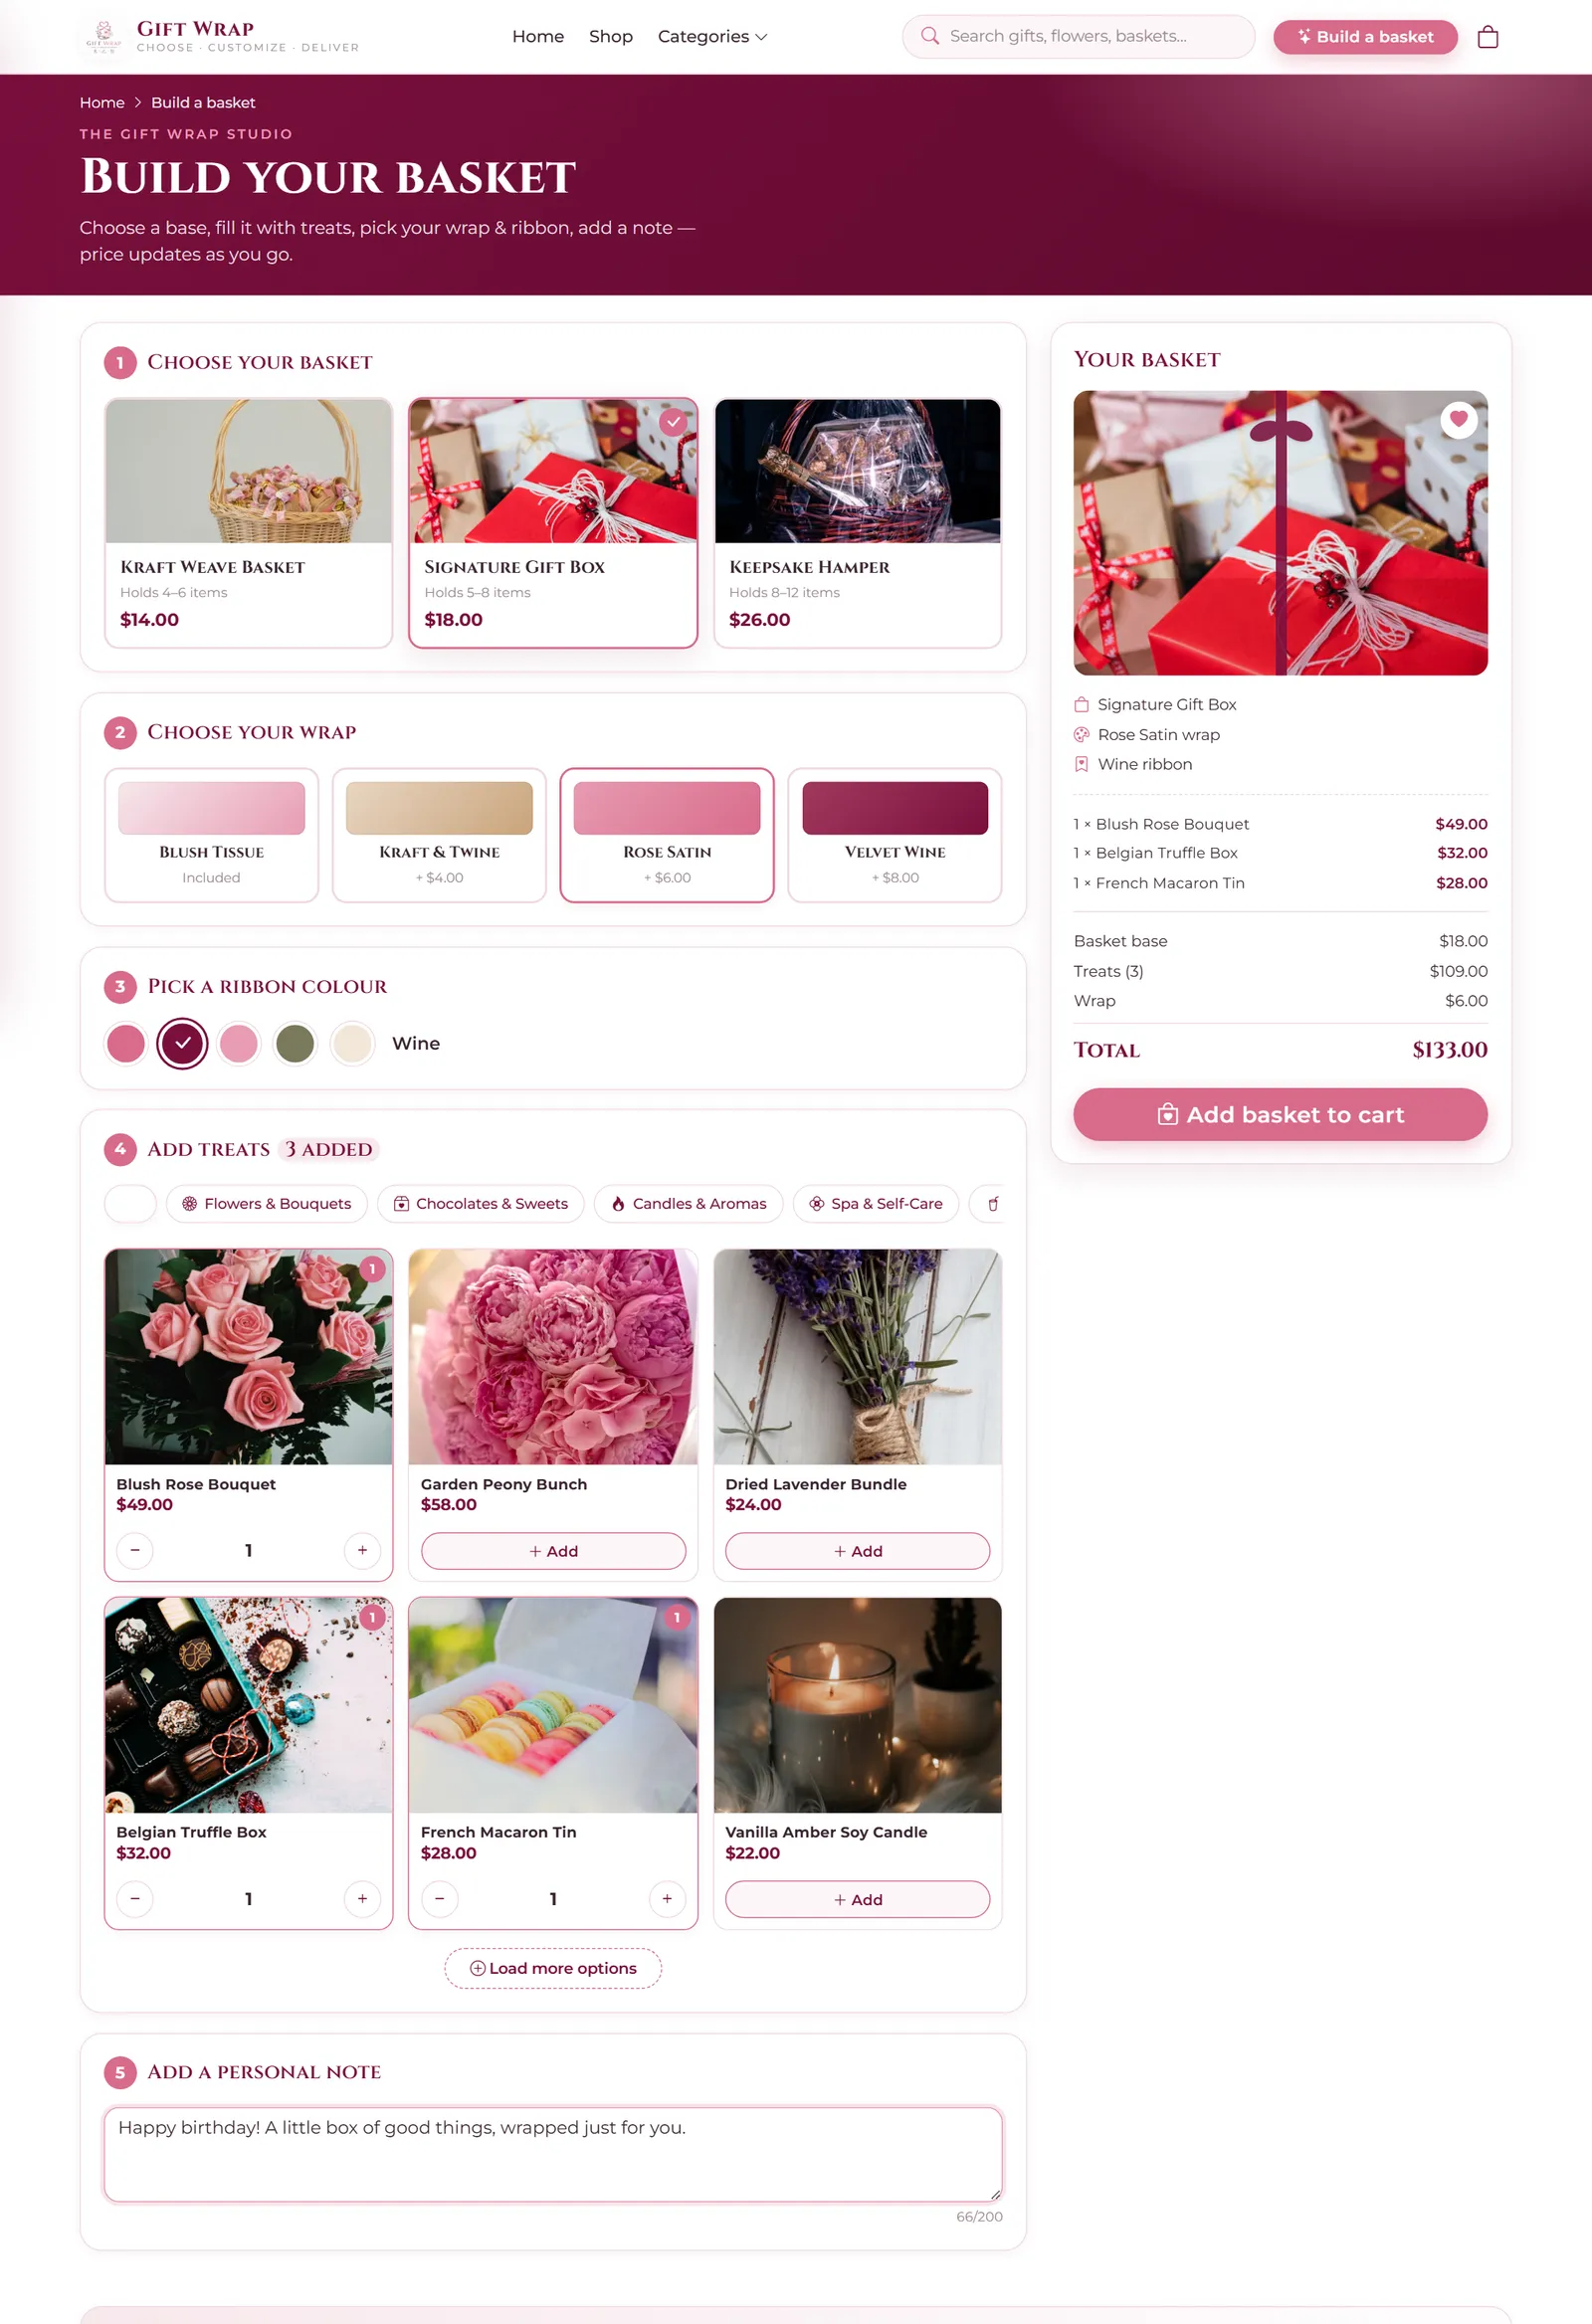 GIFT WRAP
CHOOSE · CUSTOMIZE · DELIVER
Home
Shop
Categories
Search gifts, flowers, baskets...
Build a basket
Home > Build a basket
THE GIFT WRAP STUDIO
BUILD YOUR BASKET
Choose a base, fill it with treats, pick your wrap & ribbon, add a note —
price updates as you go.
1 CHOOSE YOUR BASKET
KRAFT WEAVE BASKET
Holds 4–6 items
$14.00
SIGNATURE GIFT BOX
Holds 5–8 items
$18.00
KEEPSAKE HAMPER
Holds 8–12 items
$26.00
2 CHOOSE YOUR WRAP
BLUSH TISSUE
Included
KRAFT & TWINE
+ $4.00
ROSE SATIN
+ $6.00
VELVET WINE
+ $8.00
3 PICK A RIBBON COLOUR
Wine
4 ADD TREATS 3 ADDED
Flowers & Bouquets
Chocolates & Sweets
Candles & Aromas
Spa & Self-Care
1
Blush Rose Bouquet
$49.00
− 1 +
Garden Peony Bunch
$58.00
+ Add
Dried Lavender Bundle
$24.00
+ Add
1
Belgian Truffle Box
$32.00
− 1 +
1
French Macaron Tin
$28.00
− 1 +
Vanilla Amber Soy Candle
$22.00
+ Add
Load more options
5 ADD A PERSONAL NOTE
Happy birthday! A little box of good things, wrapped just for you.
66/200
YOUR BASKET
Signature Gift Box
Rose Satin wrap
Wine ribbon
1 × Blush Rose Bouquet $49.00
1 × Belgian Truffle Box $32.00
1 × French Macaron Tin $28.00
Basket base $18.00
Treats (3) $109.00
Wrap $6.00
TOTAL $133.00
Add basket to cart